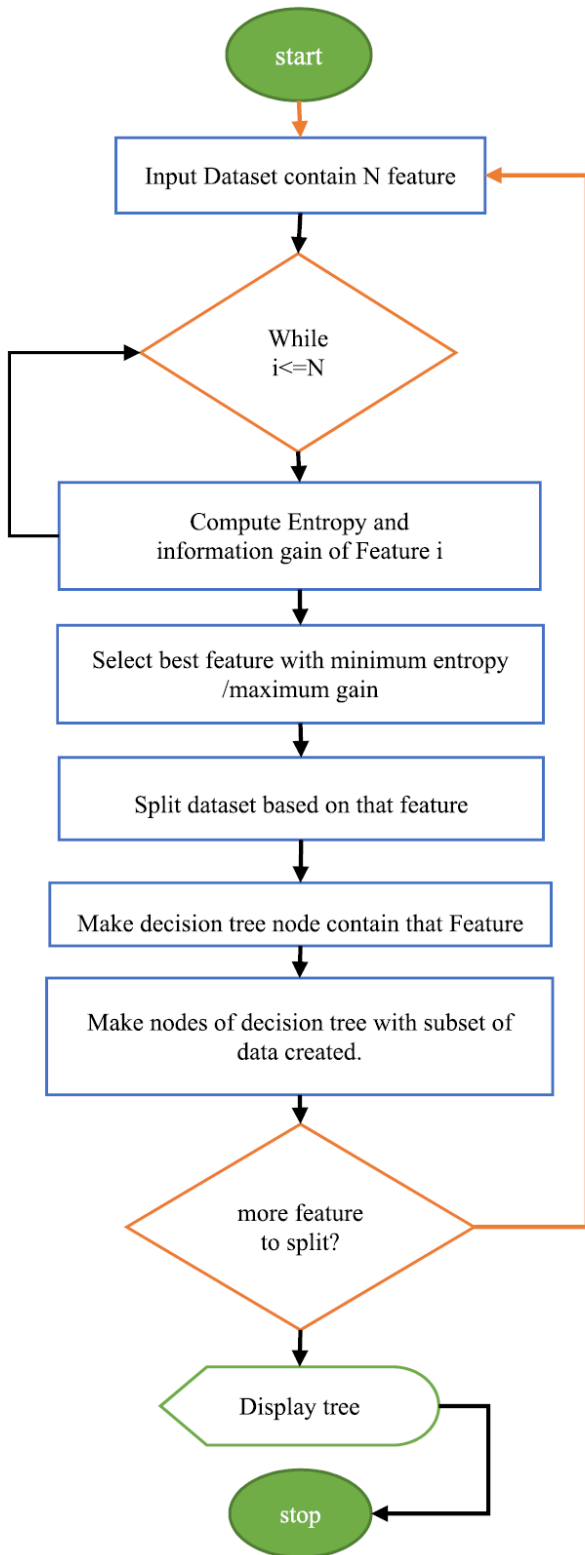 start
Input Dataset contain N feature
While
i<=N
Compute Entropy and
information gain of Feature i
Select best feature with minimum entropy
/maximum gain
Split dataset based on that feature
Make decision tree node contain that Feature
Make nodes of decision tree with subset of
data created.
more feature
to split?
Display tree
stop